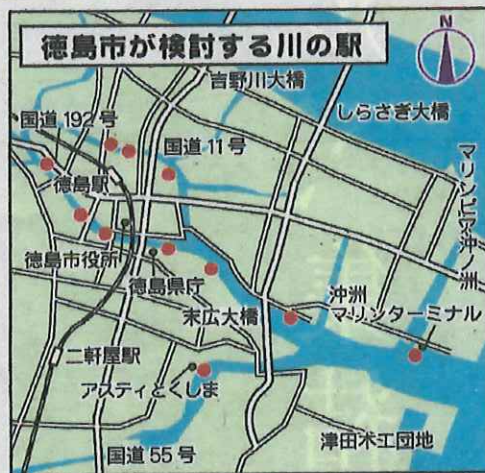 徳島市が検討する川の駅
N
吉野川大橋
しらさぎ大橋
国道192号
国道11号
マリンピア沖ノ洲
徳島駅
徳島市役所
徳島県庁
沖洲
マリンターミナル
末広大橋
二軒屋駅
アスティとくしま
津田木工団地
国道55号